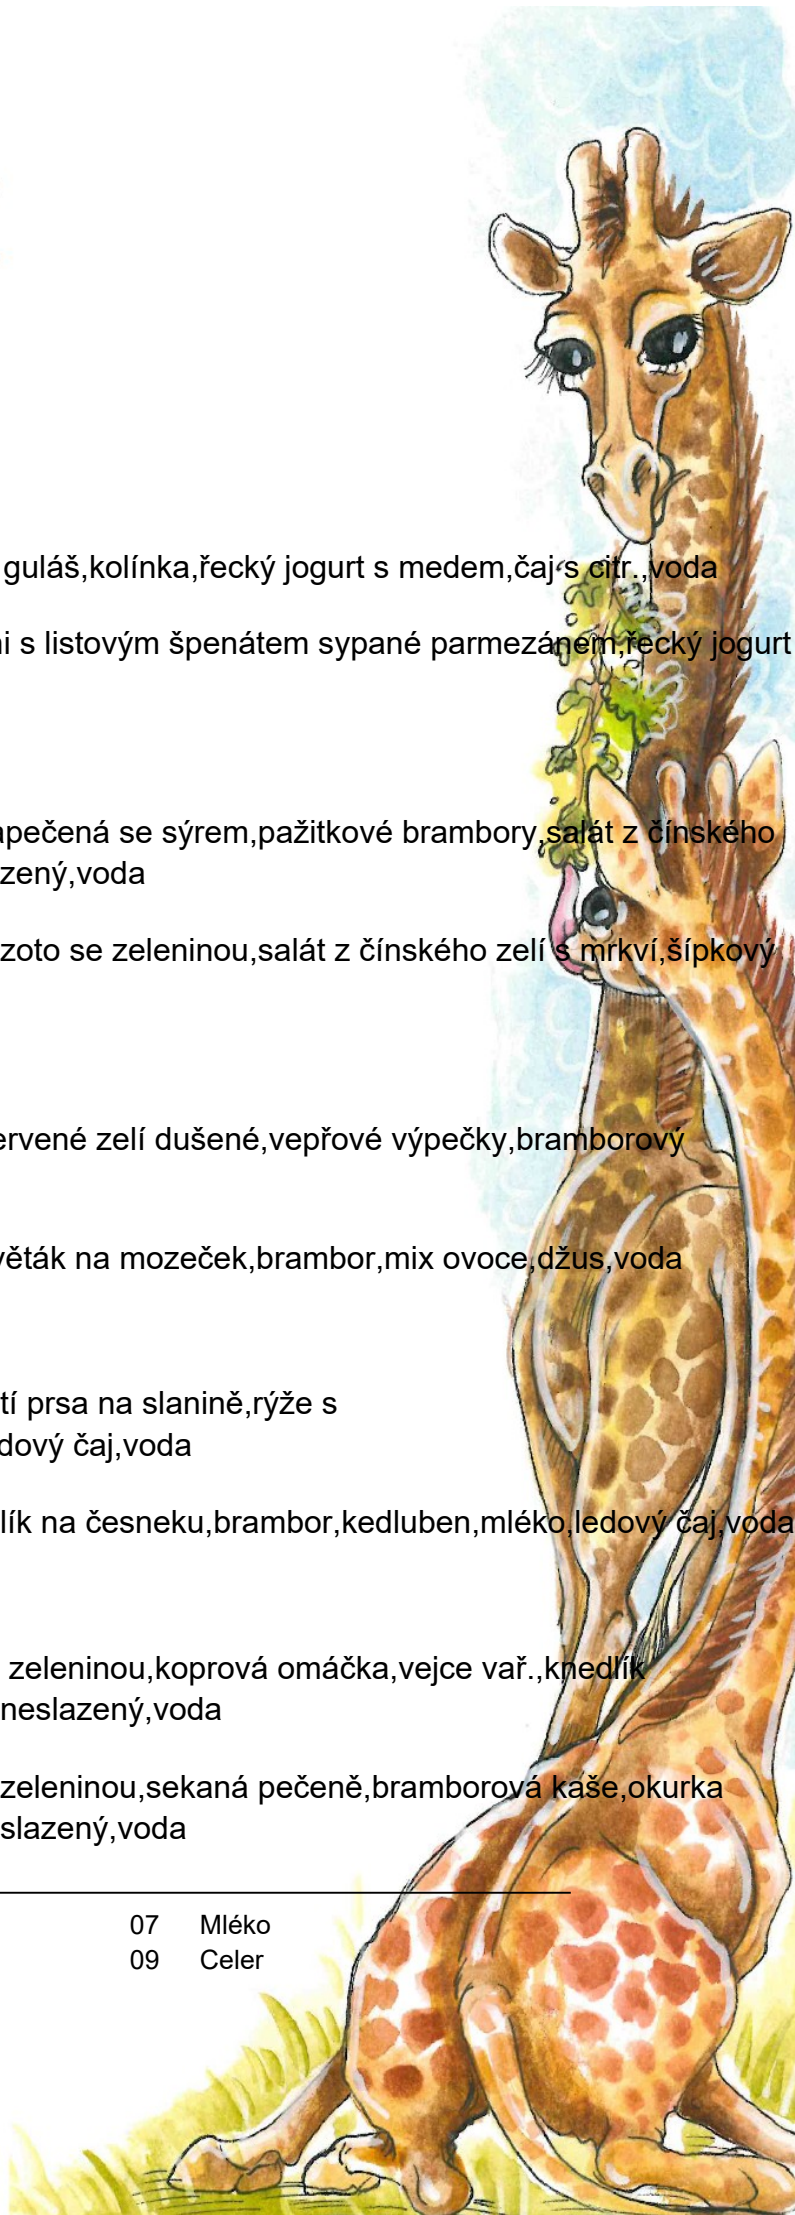 guláš,kolínka,řecký jogurt s medem,čaj s citr.,voda
i s listovým špenátem sypané parmezánem,řecký jogurt
apečená se sýrem,pažitkové brambory,salát z čínského
zený,voda
zoto se zeleninou,salát z čínského zelí s mrkví,šípkový
ervené zelí dušené,vepřové výpečky,bramborový
věták na mozeček,brambor,mix ovoce,džus,voda
tí prsa na slanině,rýže s
dový čaj,voda
lík na česneku,brambor,kedluben,mléko,ledový čaj,voda
zeleninou,koprová omáčka,vejce vař.,knedlík
neslazený,voda
zeleninou,sekaná pečeně,bramborová kaše,okurka
slazený,voda
07 Mléko
09 Celer